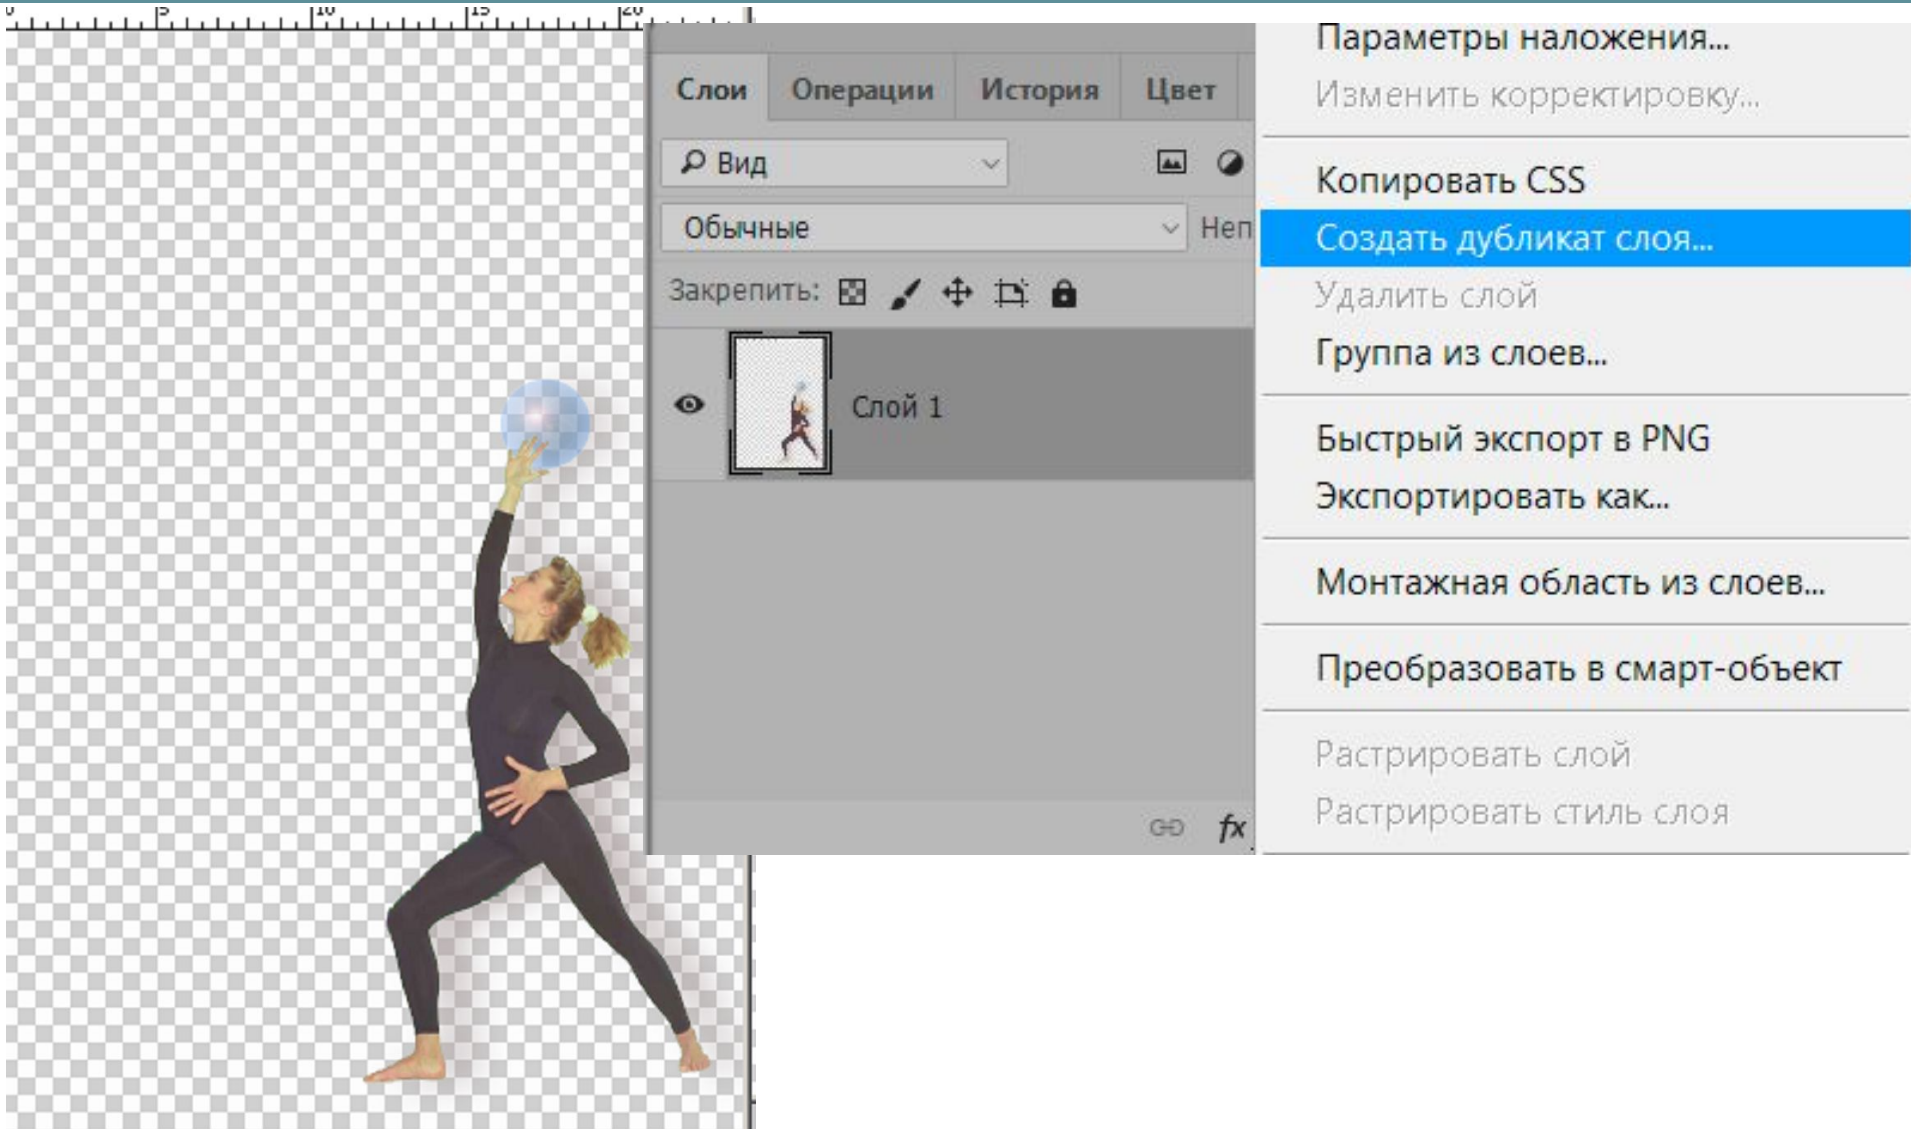 0 5 10 15 20
Слои Операции История Цвет
Вид
Обычные
Неп
Закрепить:
Слой 1
fx
Параметры наложения...
Изменить корректировку...
Копировать CSS
Создать дубликат слоя...
Удалить слой
Группа из слоев...
Быстрый экспорт в PNG
Экспортировать как...
Монтажная область из слоев...
Преобразовать в смарт-объект
Растрировать слой
Растрировать стиль слоя